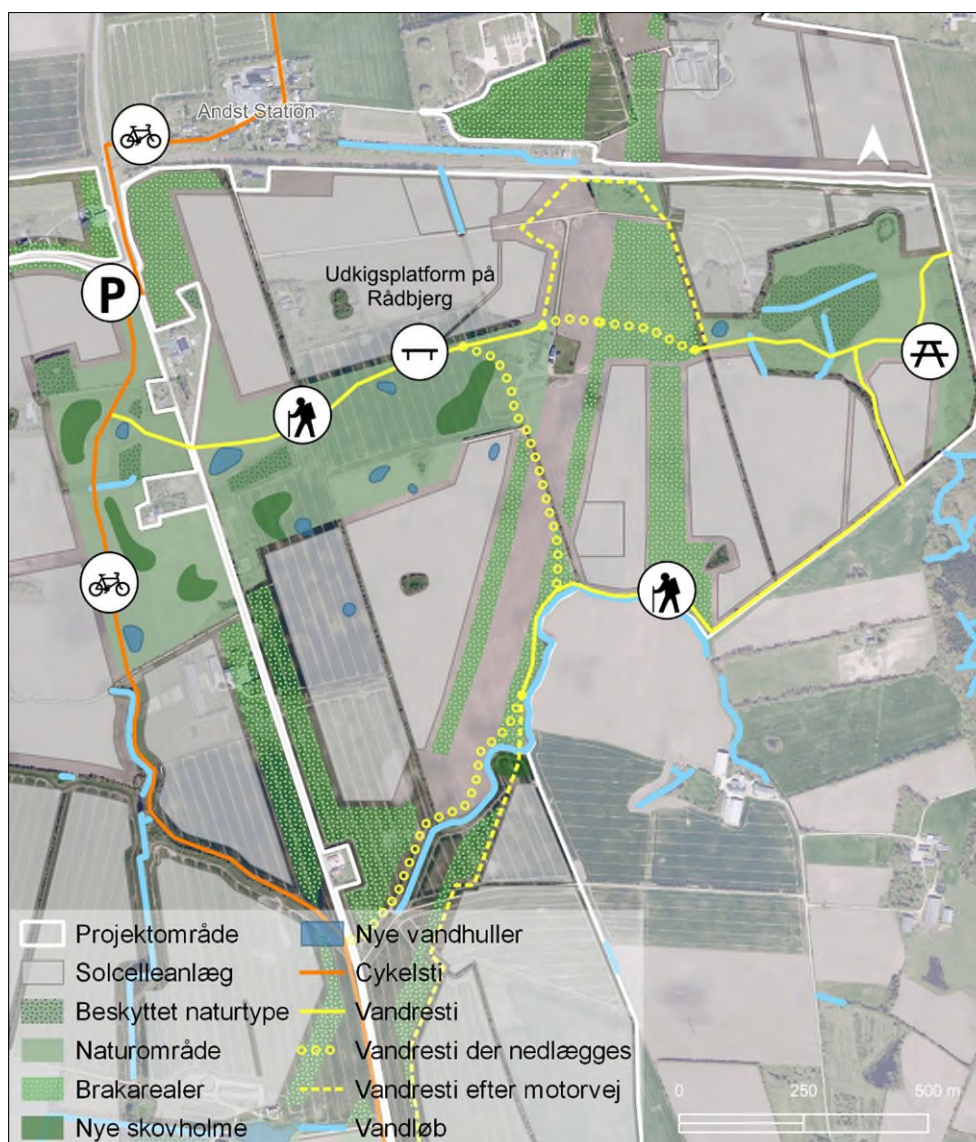 Andst Station
P
Udkigsplatform på
Rådbjerg
Projektområde
Solcelleanlæg
Beskyttet naturtype
Naturområde
Brakarealer
Nye skovholme
Nye vandhuller
Cykelsti
Vandresti
Vandresti der nedlægges
Vandresti efter motorvej
Vandløb
0 250 500 m